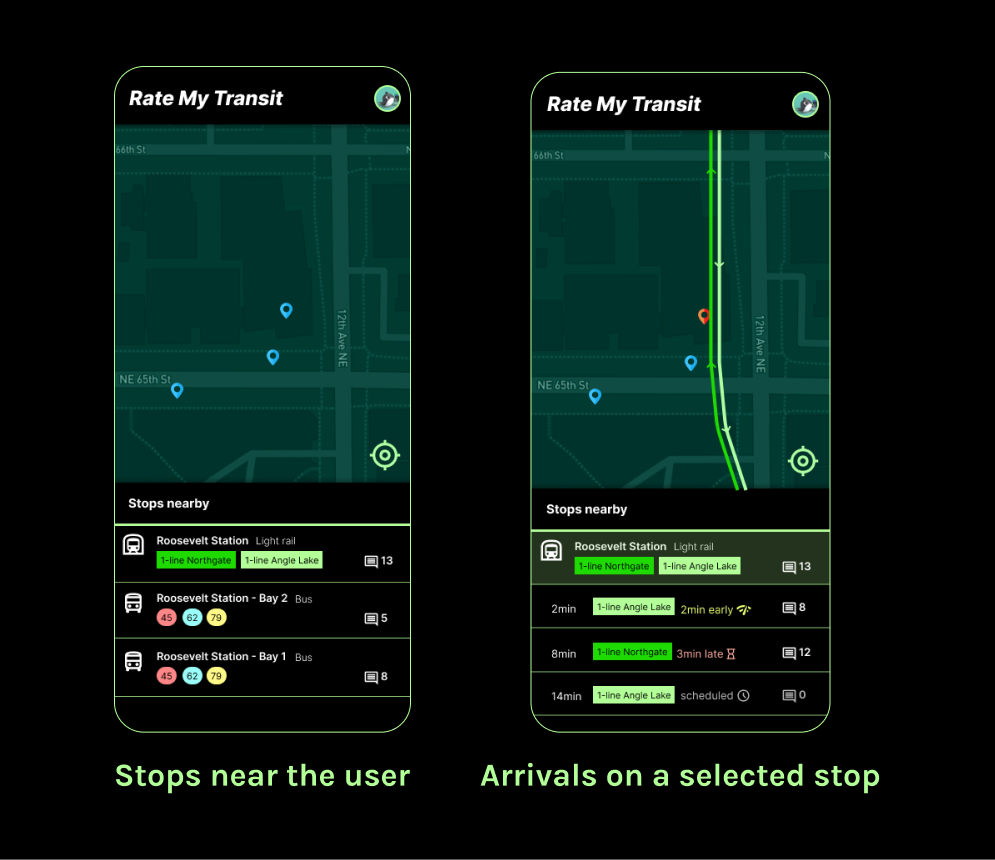 Rate My Transit
66th St
N
12th Ave NE
NE 65th St
Stops nearby
Roosevelt Station Light rail
1-line Northgate 1-line Angle Lake 13
Roosevelt Station - Bay 2 Bus
45 62 79 5
Roosevelt Station - Bay 1 Bus
45 62 79 8
Stops near the user
Rate My Transit
66th St
N
12th Ave NE
NE 65th St
Stops nearby
Roosevelt Station Light rail
1-line Northgate 1-line Angle Lake 13
2min 1-line Angle Lake 2min early 8
8min 1-line Northgate 3min late 12
14min 1-line Angle Lake scheduled 0
Arrivals on a selected stop